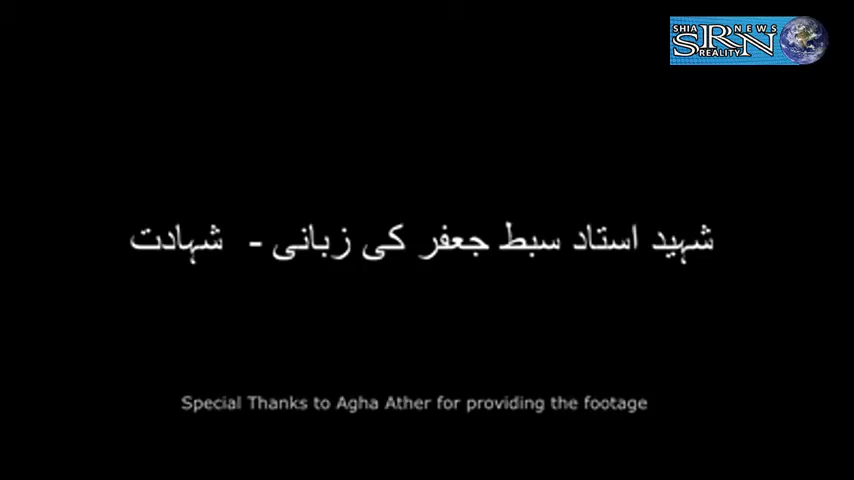 SHIA NEWS
SRN
REALITY
شہید استاد سبط جعفر کی زبانی - شہادت
Special Thanks to Agha Ather for providing the footage